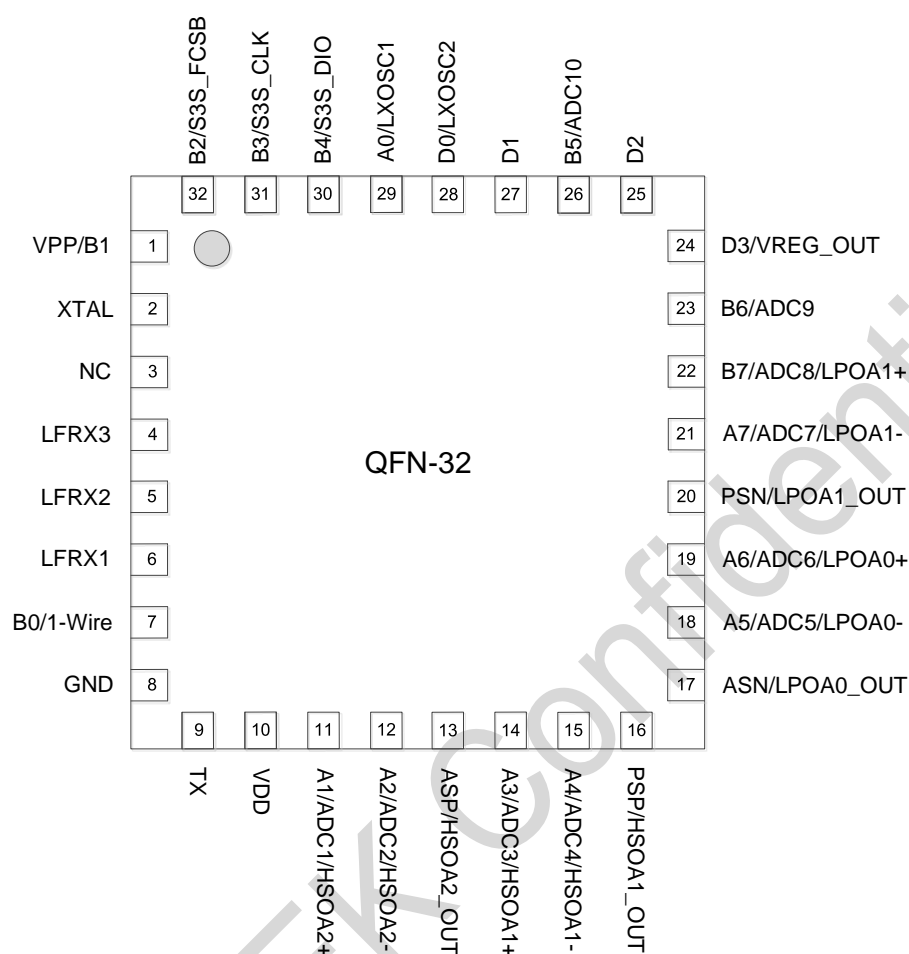 B2/S3S_FCSB
B3/S3S_CLK
B4/S3S_DIO
A0/LXOSC1
D0/LXOSC2
D1
B5/ADC10
D2
32 31 30 29 28 27 26 25
VPP/B1 1
XTAL 2
NC 3
LFRX3 4
LFRX2 5
LFRX1 6
B0/1-Wire 7
GND 8
QFN-32
24 D3/VREG_OUT
23 B6/ADC9
22 B7/ADC8/LPOA1+
21 A7/ADC7/LPOA1-
20 PSN/LPOA1_OUT
19 A6/ADC6/LPOA0+
18 A5/ADC5/LPOA0-
17 ASN/LPOA0_OUT
9 10 11 12 13 14 15 16
TX
VDD
A1/ADC1/HSOA2+
A2/ADC2/HSOA2-
ASP/HSOA2_OUT
A3/ADC3/HSOA1+
A4/ADC4/HSOA1-
PSP/HSOA1_OUT